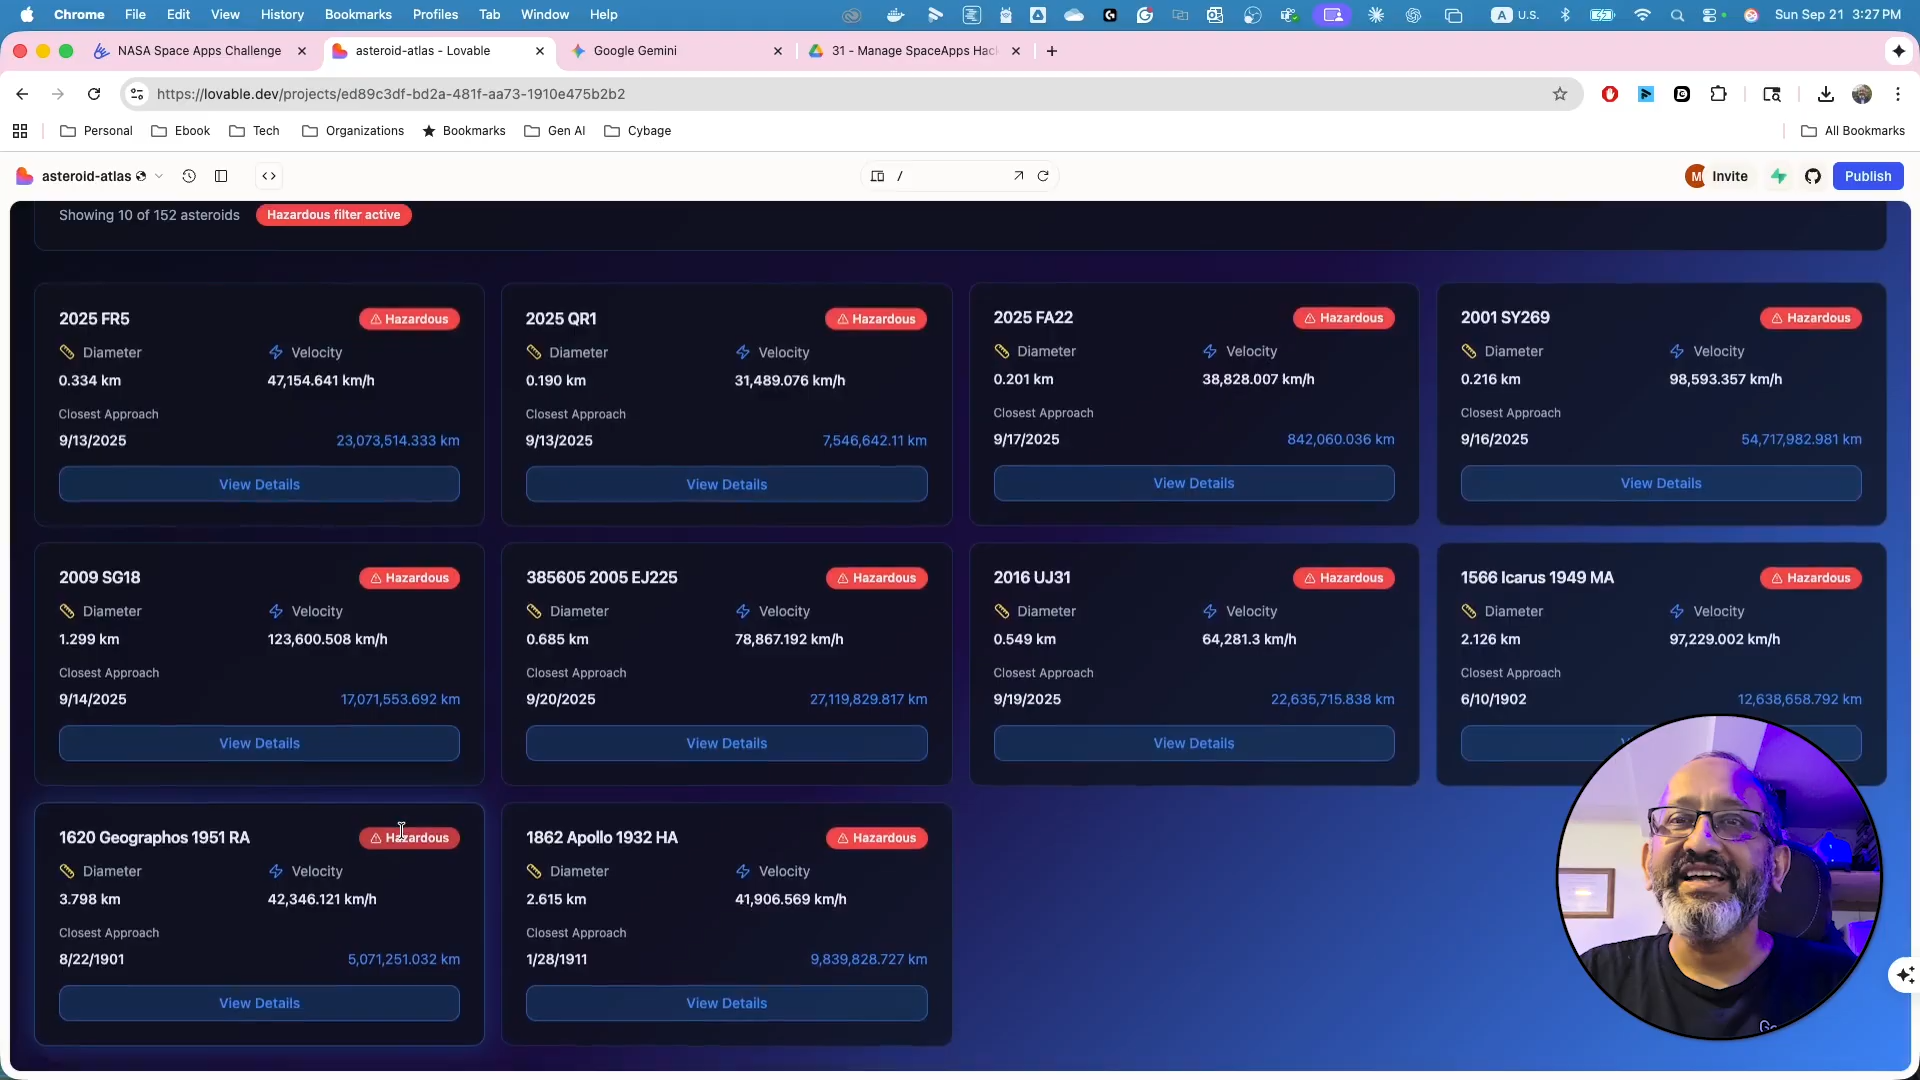 Chrome File Edit View History Bookmarks Profiles Tab Window Help
A U.S. Sun Sep 21 3:27 PM
NASA Space Apps Challenge
asteroid-atlas - Lovable
Google Gemini
31 - Manage SpaceApps Hac
https://lovable.dev/projects/ed89c3df-bd2a-481f-aa73-1910e475b2b2
Personal Ebook Tech Organizations Bookmarks Gen AI Cybage All Bookmarks
asteroid-atlas / M Invite Publish
Showing 10 of 152 asteroids Hazardous filter active
2025 FR5 Hazardous
Diameter Velocity
0.334 km 47,154.641 km/h
Closest Approach
9/13/2025 23,073,514.333 km
View Details
2025 QR1 Hazardous
Diameter Velocity
0.190 km 31,489.076 km/h
Closest Approach
9/13/2025 7,546,642.11 km
View Details
2025 FA22 Hazardous
Diameter Velocity
0.201 km 38,828.007 km/h
Closest Approach
9/17/2025 842,060.036 km
View Details
2001 SY269 Hazardous
Diameter Velocity
0.216 km 98,593.357 km/h
Closest Approach
9/16/2025 54,717,982.981 km
View Details
2009 SG18 Hazardous
Diameter Velocity
1.299 km 123,600.508 km/h
Closest Approach
9/14/2025 17,071,553.692 km
View Details
385605 2005 EJ225 Hazardous
Diameter Velocity
0.685 km 78,867.192 km/h
Closest Approach
9/20/2025 27,119,829.817 km
View Details
2016 UJ31 Hazardous
Diameter Velocity
0.549 km 64,281.3 km/h
Closest Approach
9/19/2025 22,635,715.838 km
View Details
1566 Icarus 1949 MA Hazardous
Diameter Velocity
2.126 km 97,229.002 km/h
Closest Approach
6/10/1902 12,638,658.792 km
1620 Geographos 1951 RA Hazardous
Diameter Velocity
3.798 km 42,346.121 km/h
Closest Approach
8/22/1901 5,071,251.032 km
View Details
1862 Apollo 1932 HA Hazardous
Diameter Velocity
2.615 km 41,906.569 km/h
Closest Approach
1/28/1911 9,839,828.727 km
View Details